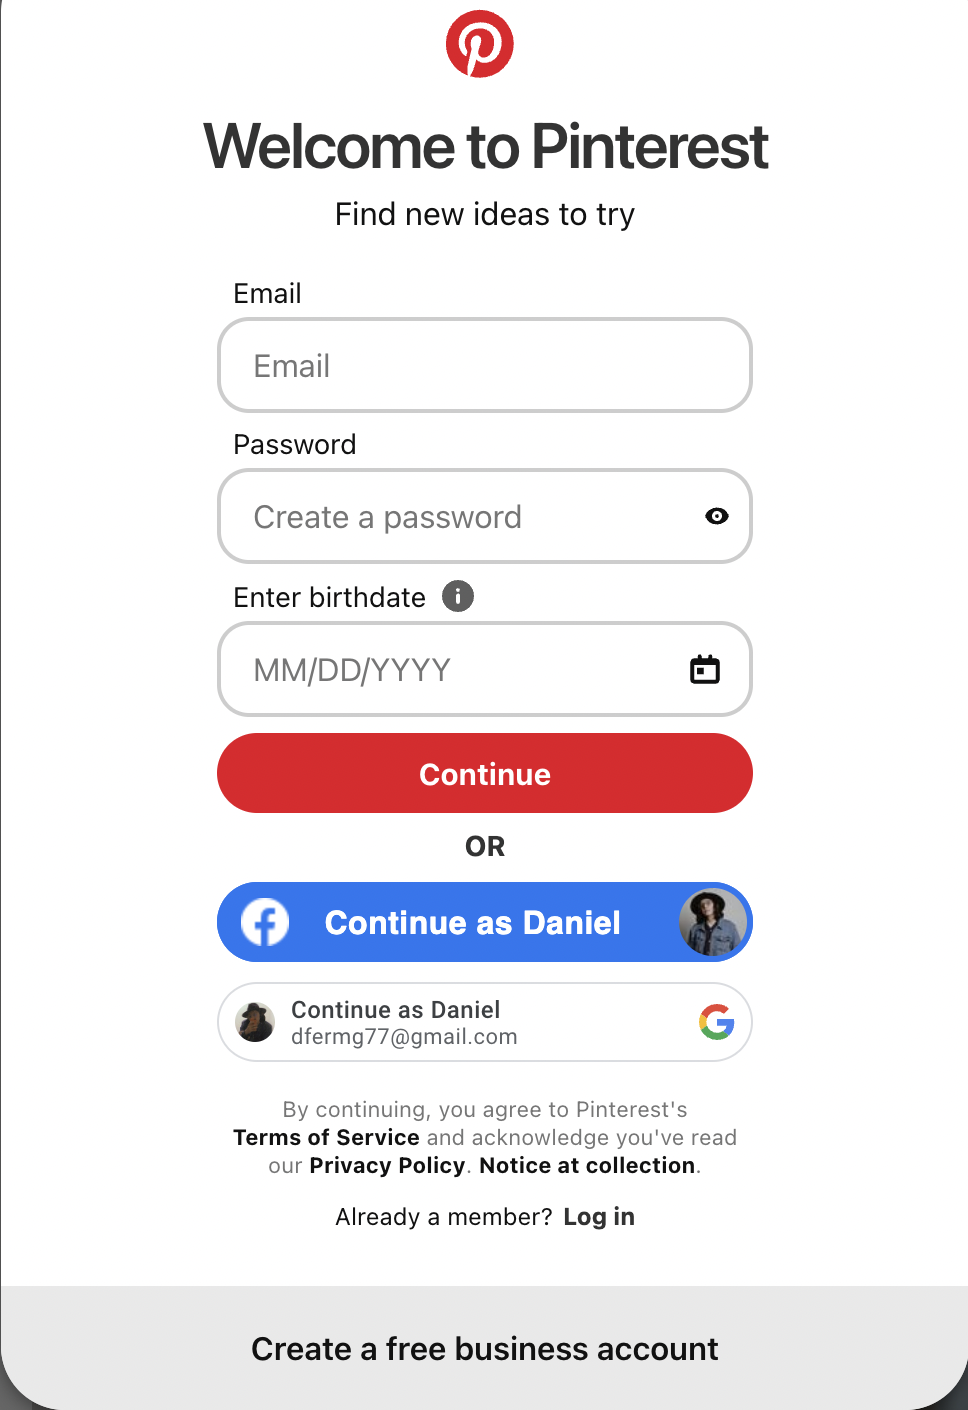 Welcome to Pinterest
Find new ideas to try
Email
Email
Password
Create a password
Enter birthdate
MM/DD/YYYY
Continue
OR
Continue as Daniel
Continue as Daniel
dfermg77@gmail.com
By continuing, you agree to Pinterest's
Terms of Service and acknowledge you've read
our Privacy Policy. Notice at collection.
Already a member? Log in
Create a free business account